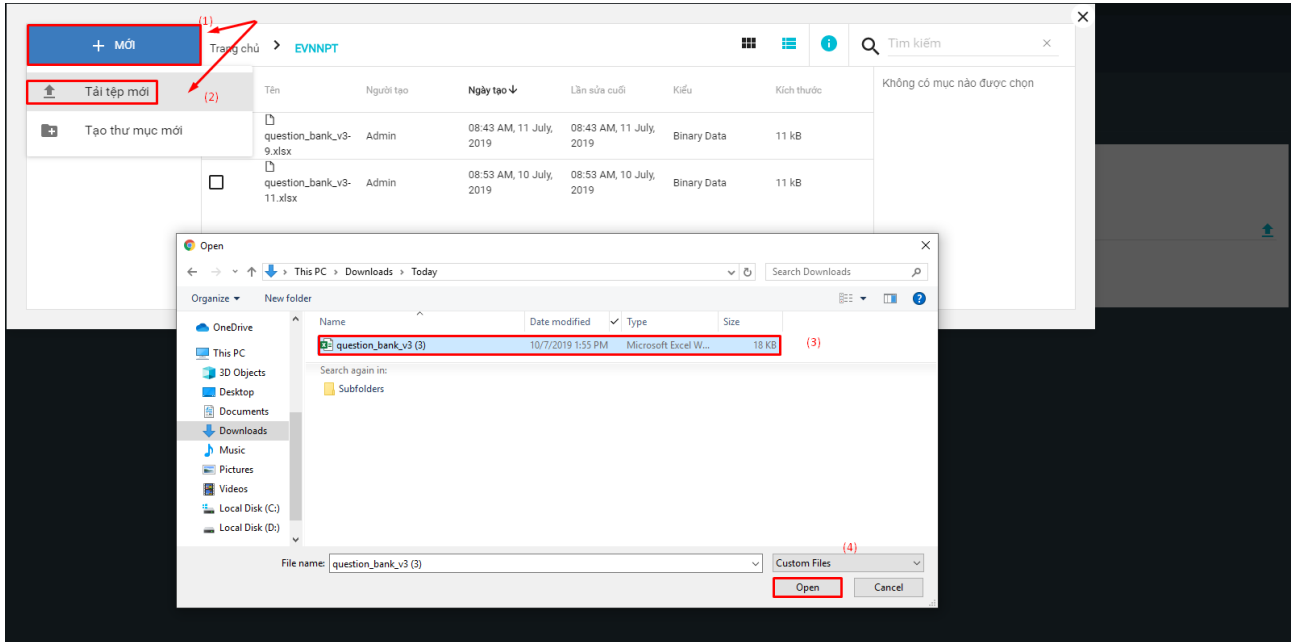 (1)
+ MỚI
Trang chủ > EVNNPT
Tìm kiếm
Tải tệp mới
(2)
Tạo thư mục mới
Tên Người tạo Ngày tạo Lần sửa cuối Kiểu Kích thước
Không có mục nào được chọn
question_bank_v3-9.xlsx Admin 08:43 AM, 11 July, 2019 08:43 AM, 11 July, 2019 Binary Data 11 kB
question_bank_v3-11.xlsx Admin 08:53 AM, 10 July, 2019 08:53 AM, 10 July, 2019 Binary Data 11 kB
Open
This PC > Downloads > Today
Search Downloads
Organize New folder
Name Date modified Type Size
question_bank_v3 (3) 10/7/2019 1:55 PM Microsoft Excel W... 18 KB
(3)
Search again in:
Subfolders
OneDrive
This PC
3D Objects
Desktop
Documents
Downloads
Music
Pictures
Videos
Local Disk (C:)
Local Disk (D:)
(4)
File name: question_bank_v3 (3) Custom Files
Open Cancel